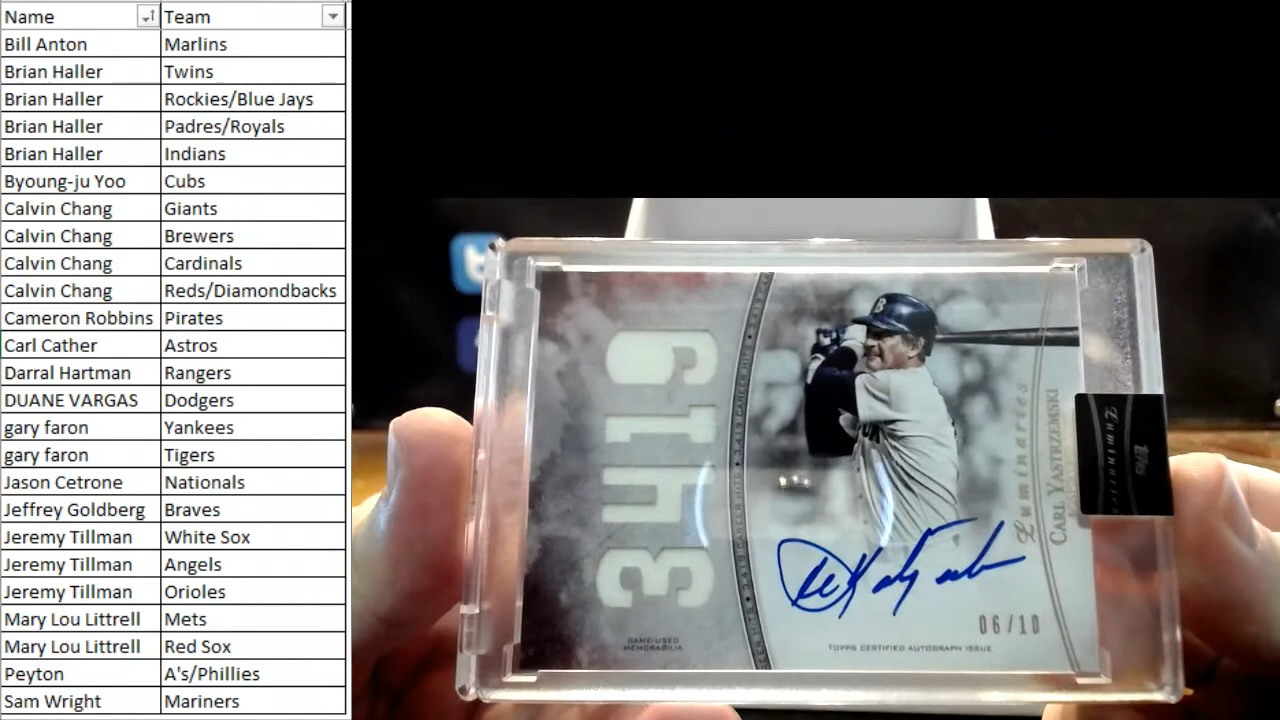 Name Team
Bill Anton Marlins
Brian Haller Twins
Brian Haller Rockies/Blue Jays
Brian Haller Padres/Royals
Brian Haller Indians
Byoung-ju Yoo Cubs
Calvin Chang Giants
Calvin Chang Brewers
Calvin Chang Cardinals
Calvin Chang Reds/Diamondbacks
Cameron Robbins Pirates
Carl Cather Astros
Darral Hartman Rangers
DUANE VARGAS Dodgers
gary faron Yankees
gary faron Tigers
Jason Cetrone Nationals
Jeffrey Goldberg Braves
Jeremy Tillman White Sox
Jeremy Tillman Angels
Jeremy Tillman Orioles
Mary Lou Littrell Mets
Mary Lou Littrell Red Sox
Peyton A's/Phillies
Sam Wright Mariners
3419
GAME-USED
MEMORABILIA
3419 CAREER HITS
B
Luminaries
CARL YASTRZEMSKI
06/10
TOPPS CERTIFIED AUTOGRAPH ISSUE
Topps
Luminaries